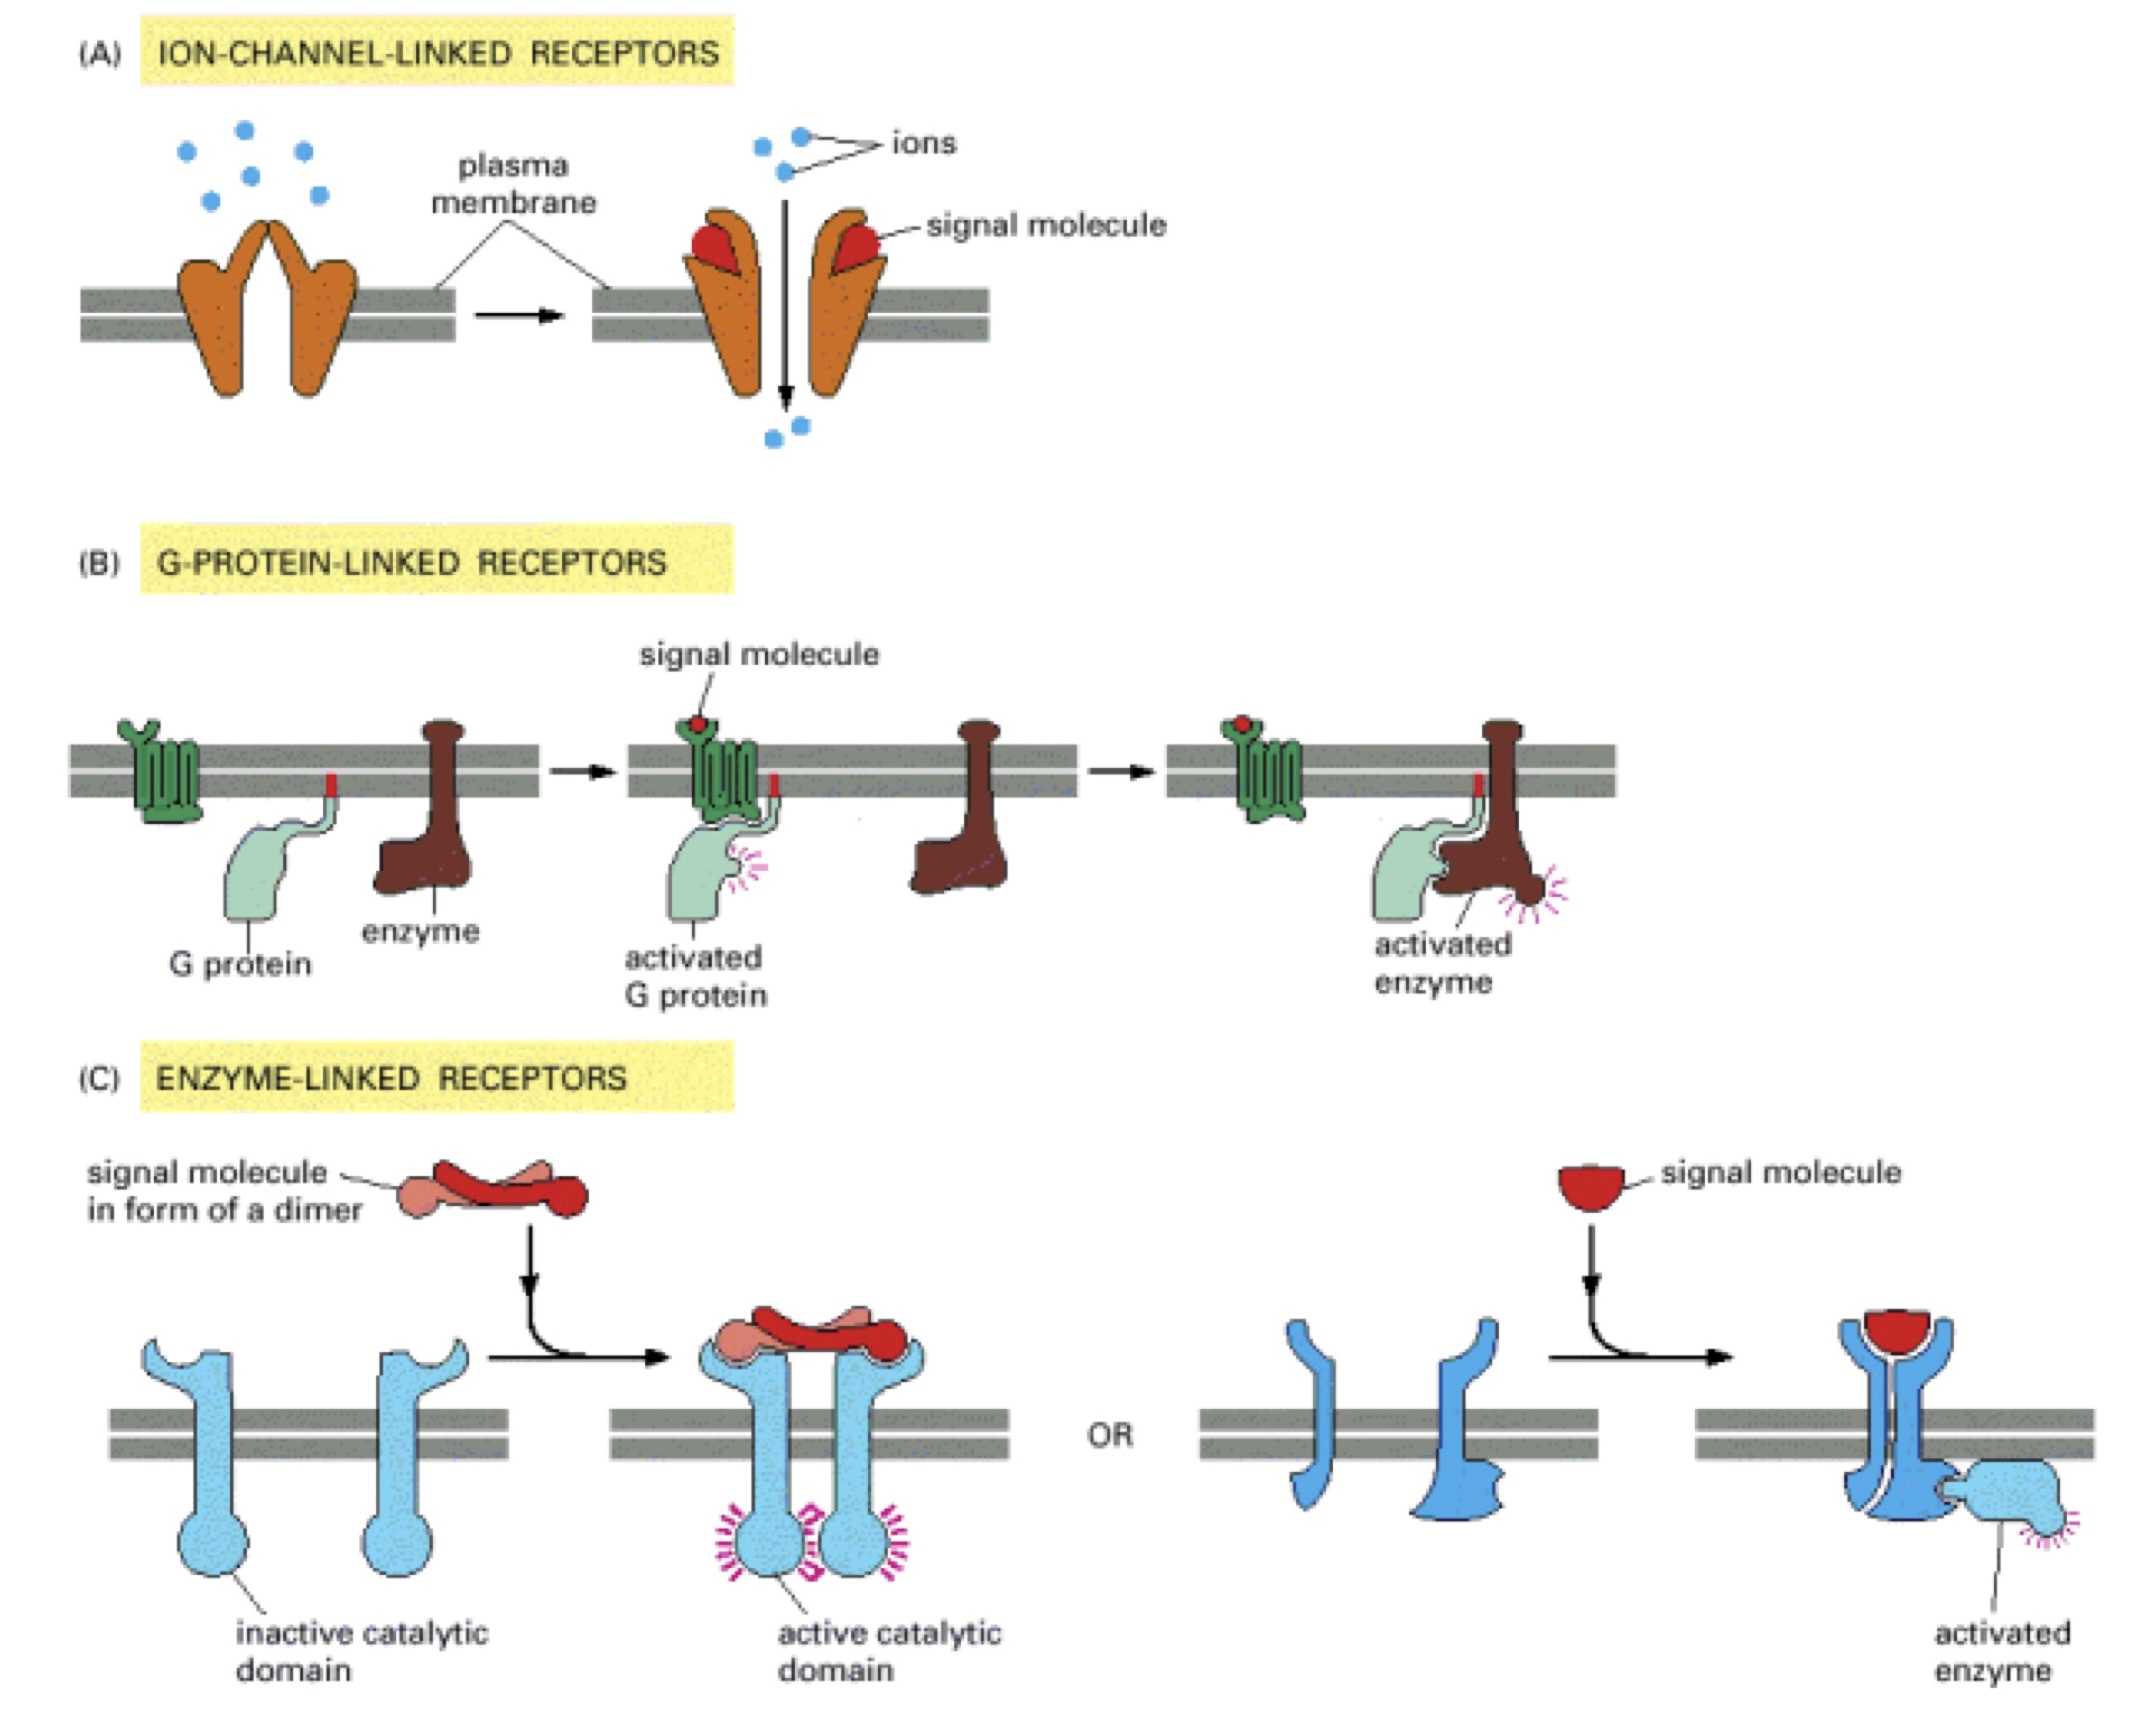 (A) ION-CHANNEL-LINKED RECEPTORS
ions
plasma
membrane
signal molecule
(B) G-PROTEIN-LINKED RECEPTORS
signal molecule
enzyme
G protein
activated
G protein
activated
enzyme
(C) ENZYME-LINKED RECEPTORS
signal molecule
in form of a dimer
signal molecule
OR
inactive catalytic
domain
active catalytic
domain
activated
enzyme